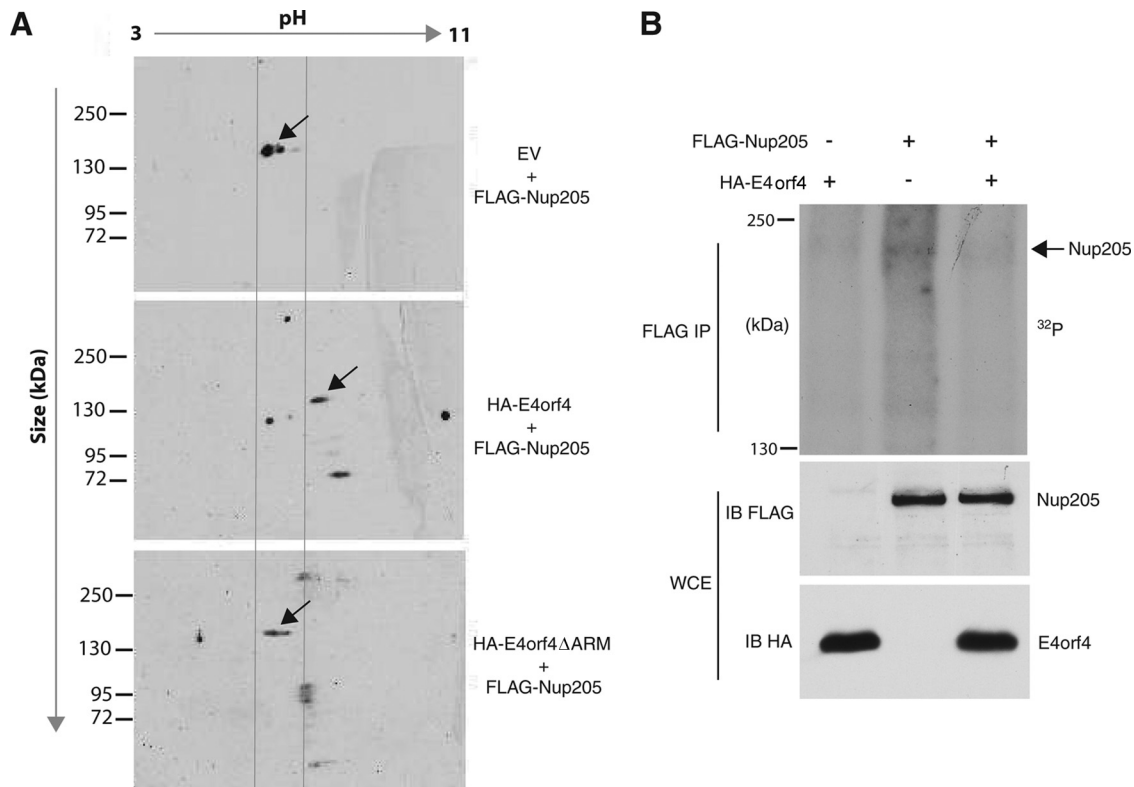 A
pH
3
11
Size (kDa)
250
130
95
72
EV
+
FLAG-Nup205
250
130
95
72
HA-E4orf4
+
FLAG-Nup205
250
130
95
72
HA-E4orf4ΔARM
+
FLAG-Nup205
B
FLAG-Nup205 - + +
HA-E4orf4 + - +
250
Nup205
FLAG IP
(kDa)
32P
130
IB FLAG
Nup205
WCE
IB HA
E4orf4